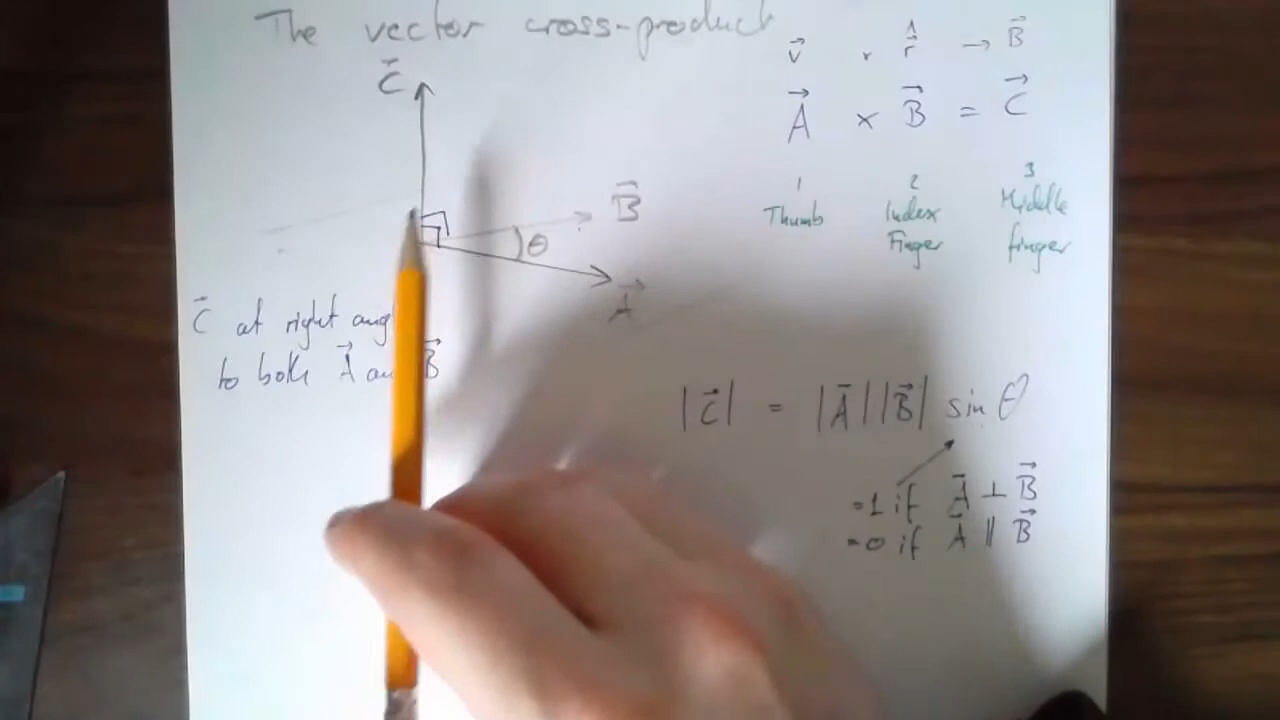 The vector cross-product
C⃗
B⃗
θ
A⃗
C⃗ at right ang
to both A⃗ an B⃗
v⃗ × r̂ → B⃗
A⃗ × B⃗ = C⃗
1 2 3
Thumb Index Middle
Finger finger
|C⃗| = |A⃗||B⃗| sin θ
=1 if A⃗ ⊥ B⃗
=0 if A⃗ ∥ B⃗